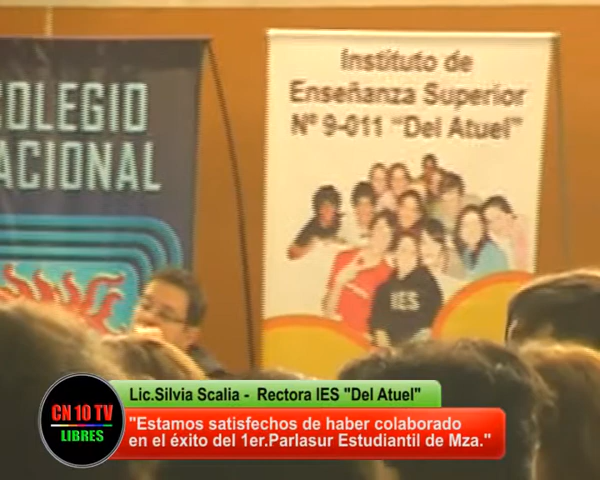 COLEGIO
NACIONAL
Instituto de
Enseñanza Superior
Nº 9-011 "Del Atuel"
IES
CN 10 TV
LIBRES
Lic.Silvia Scalia - Rectora IES "Del Atuel"
"Estamos satisfechos de haber colaborado
en el éxito del 1er.Parlasur Estudiantil de Mza."